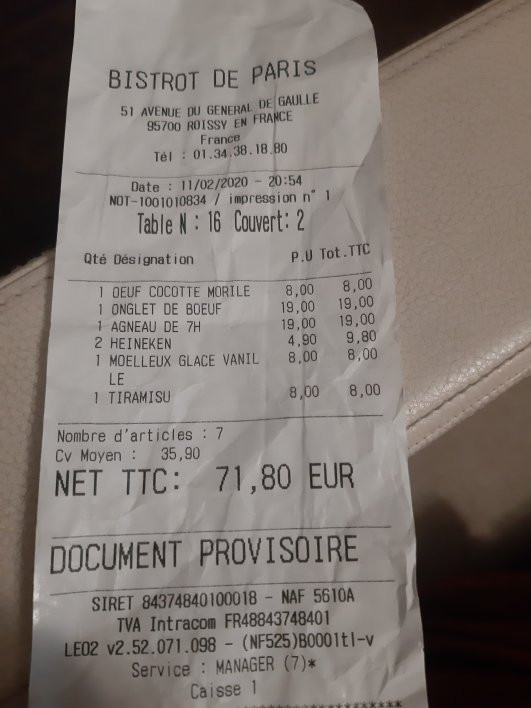 BISTROT DE PARIS
51 AVENUE DU GENERAL DE GAULLE
95700 ROISSY EN FRANCE
France
Tél : 01.34.38.18.80
Date : 11/02/2020 - 20:54
NOT-1001010834 / impression n° 1
Table N : 16 Couvert: 2
Qté Désignation P.U Tot.TTC
1 OEUF COCOTTE MORILE 8,00 8,00
1 ONGLET DE BOEUF 19,00 19,00
1 AGNEAU DE 7H 19,00 19,00
2 HEINEKEN 4,90 9,80
1 MOELLEUX GLACE VANIL 8,00 8,00
LE
1 TIRAMISU 8,00 8,00
Nombre d'articles : 7
Cv Moyen : 35,90
NET TTC: 71,80 EUR
DOCUMENT PROVISOIRE
SIRET 84374840100018 - NAF 5610A
TVA Intracom FR48843748401
LEO2 v2.52.071.098 - (NF525)B0001tl-v
Service : MANAGER (7)*
Caisse 1